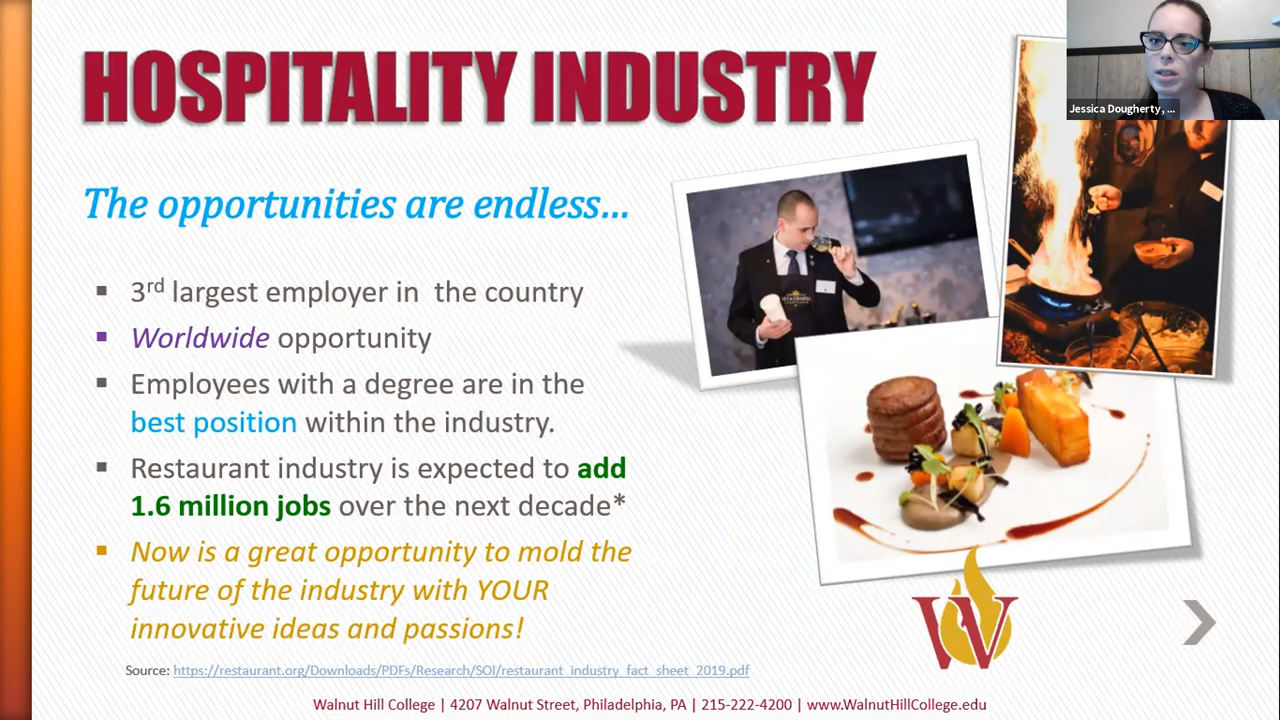 HOSPITALITY INDUSTRY
Jessica Dougherty, ...
The opportunities are endless...
3rd largest employer in the country
Worldwide opportunity
Employees with a degree are in the
best position within the industry.
Restaurant industry is expected to add
1.6 million jobs over the next decade*
Now is a great opportunity to mold the
future of the industry with YOUR
innovative ideas and passions!
W
Source: https://restaurant.org/Downloads/PDFs/Research/SOI/restaurant_industry_fact_sheet_2019.pdf
Walnut Hill College | 4207 Walnut Street, Philadelphia, PA | 215-222-4200 | www.WalnutHillCollege.edu